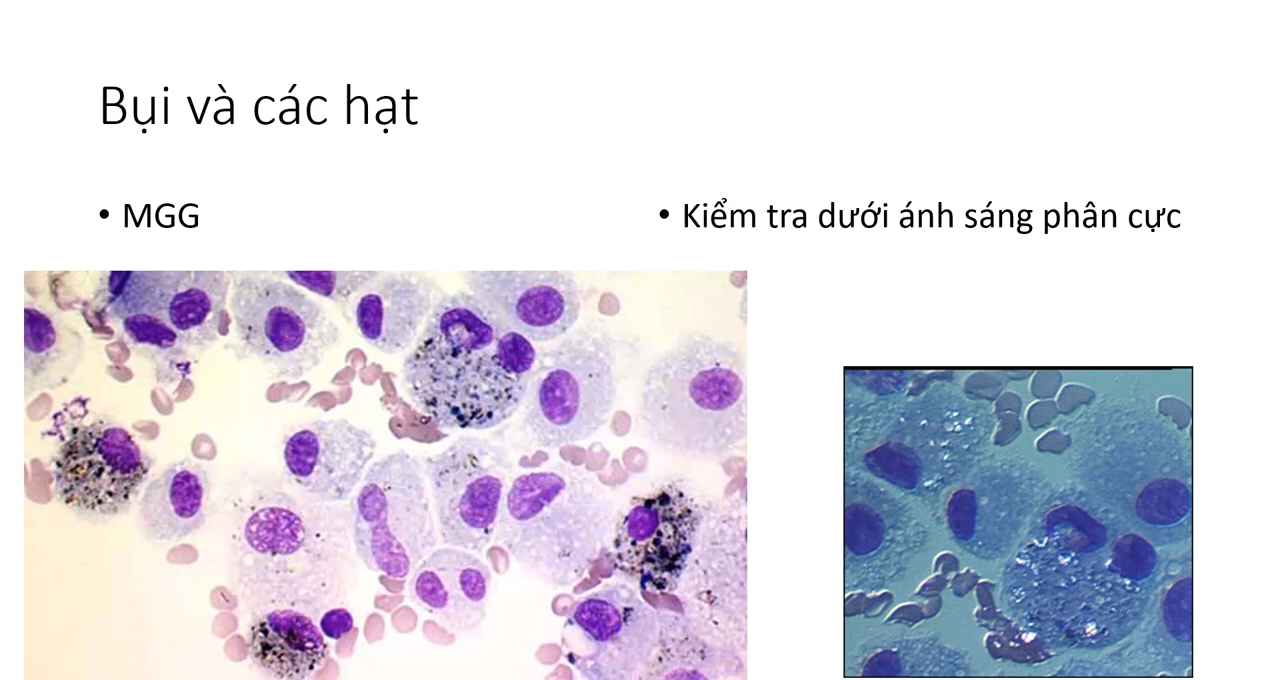 Bụi và các hạt
• MGG
• Kiểm tra dưới ánh sáng phân cực